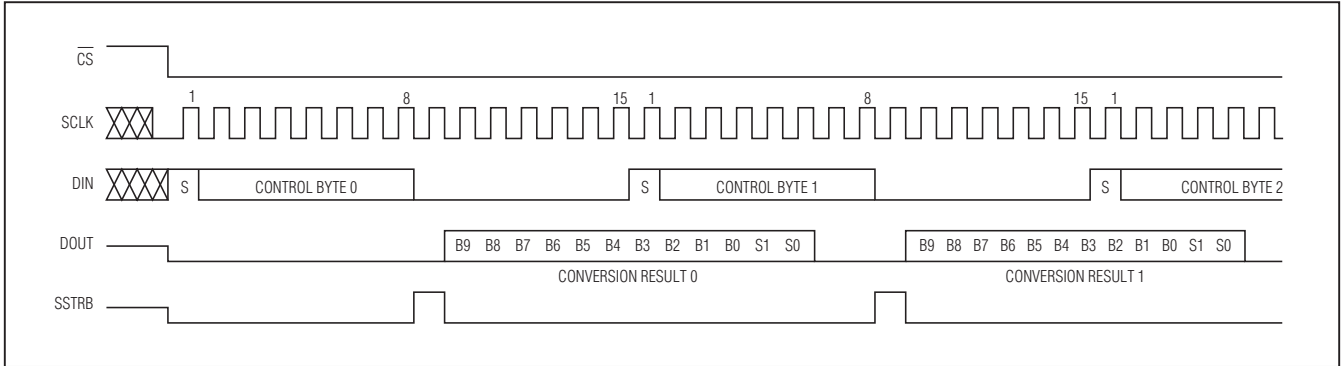 CS
1 8 15 1 8 15 1
SCLK
DIN S CONTROL BYTE 0 S CONTROL BYTE 1 S CONTROL BYTE 2
DOUT B9 B8 B7 B6 B5 B4 B3 B2 B1 B0 S1 S0 B9 B8 B7 B6 B5 B4 B3 B2 B1 B0 S1 S0
CONVERSION RESULT 0 CONVERSION RESULT 1
SSTRB